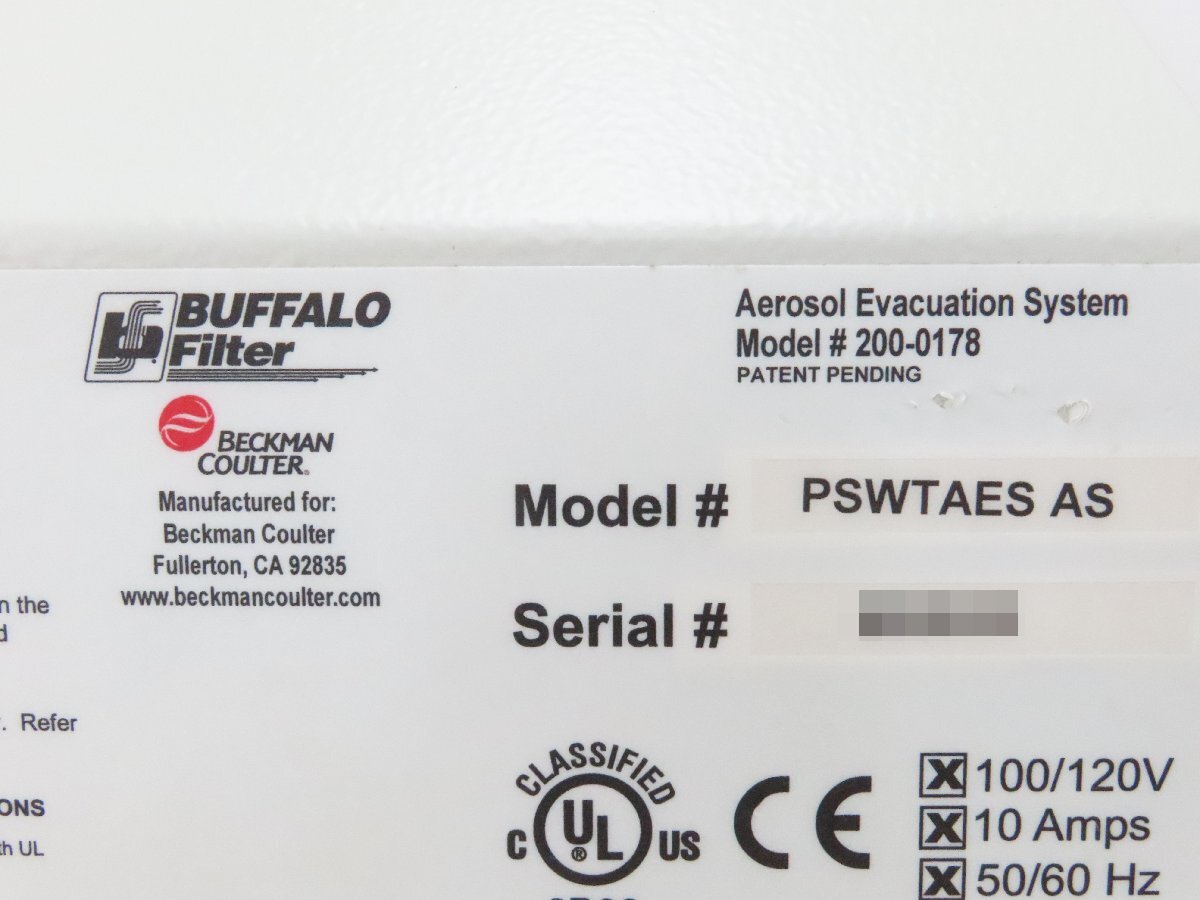 BUFFALO
Filter
BECKMAN
COULTER.
Manufactured for:
Beckman Coulter
Fullerton, CA 92835
www.beckmancoulter.com
n the
d
. Refer
ONS
th UL
Aerosol Evacuation System
Model # 200-0178
PATENT PENDING
Model # PSWTAES AS
Serial #
CLASSIFIED
C UL ® US
CE
X 100/120V
X 10 Amps
X 50/60 Hz